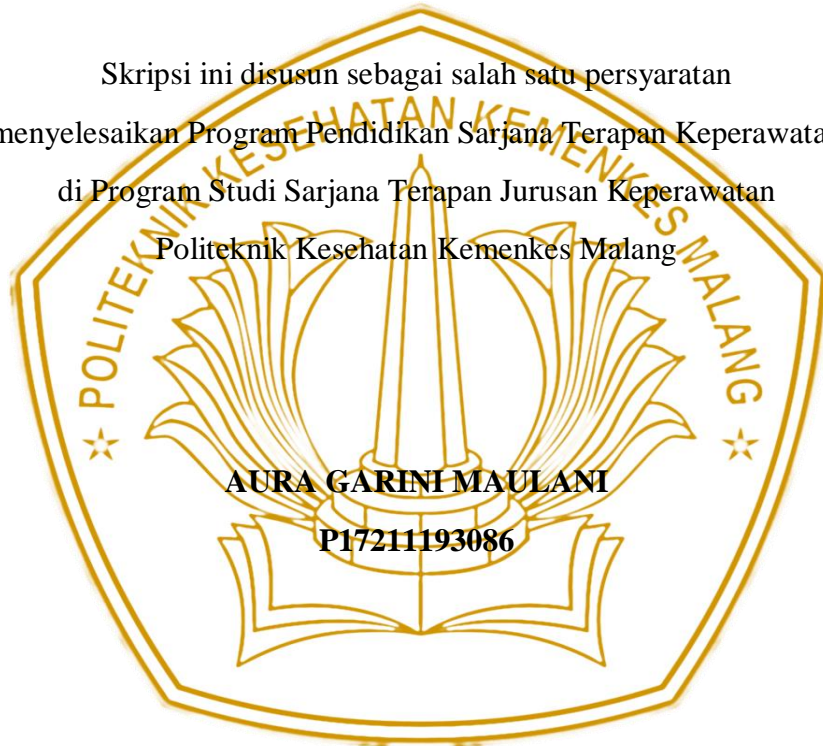 Skripsi ini disusun sebagai salah satu persyaratan
menyelesaikan Program Pendidikan Sarjana Terapan Keperawatan
di Program Studi Sarjana Terapan Jurusan Keperawatan
Politeknik Kesehatan Kemenkes Malang
POLITEKNIK KESEHATAN KEMENKES MALANG
AURA GARINI MAULANI
P17211193086